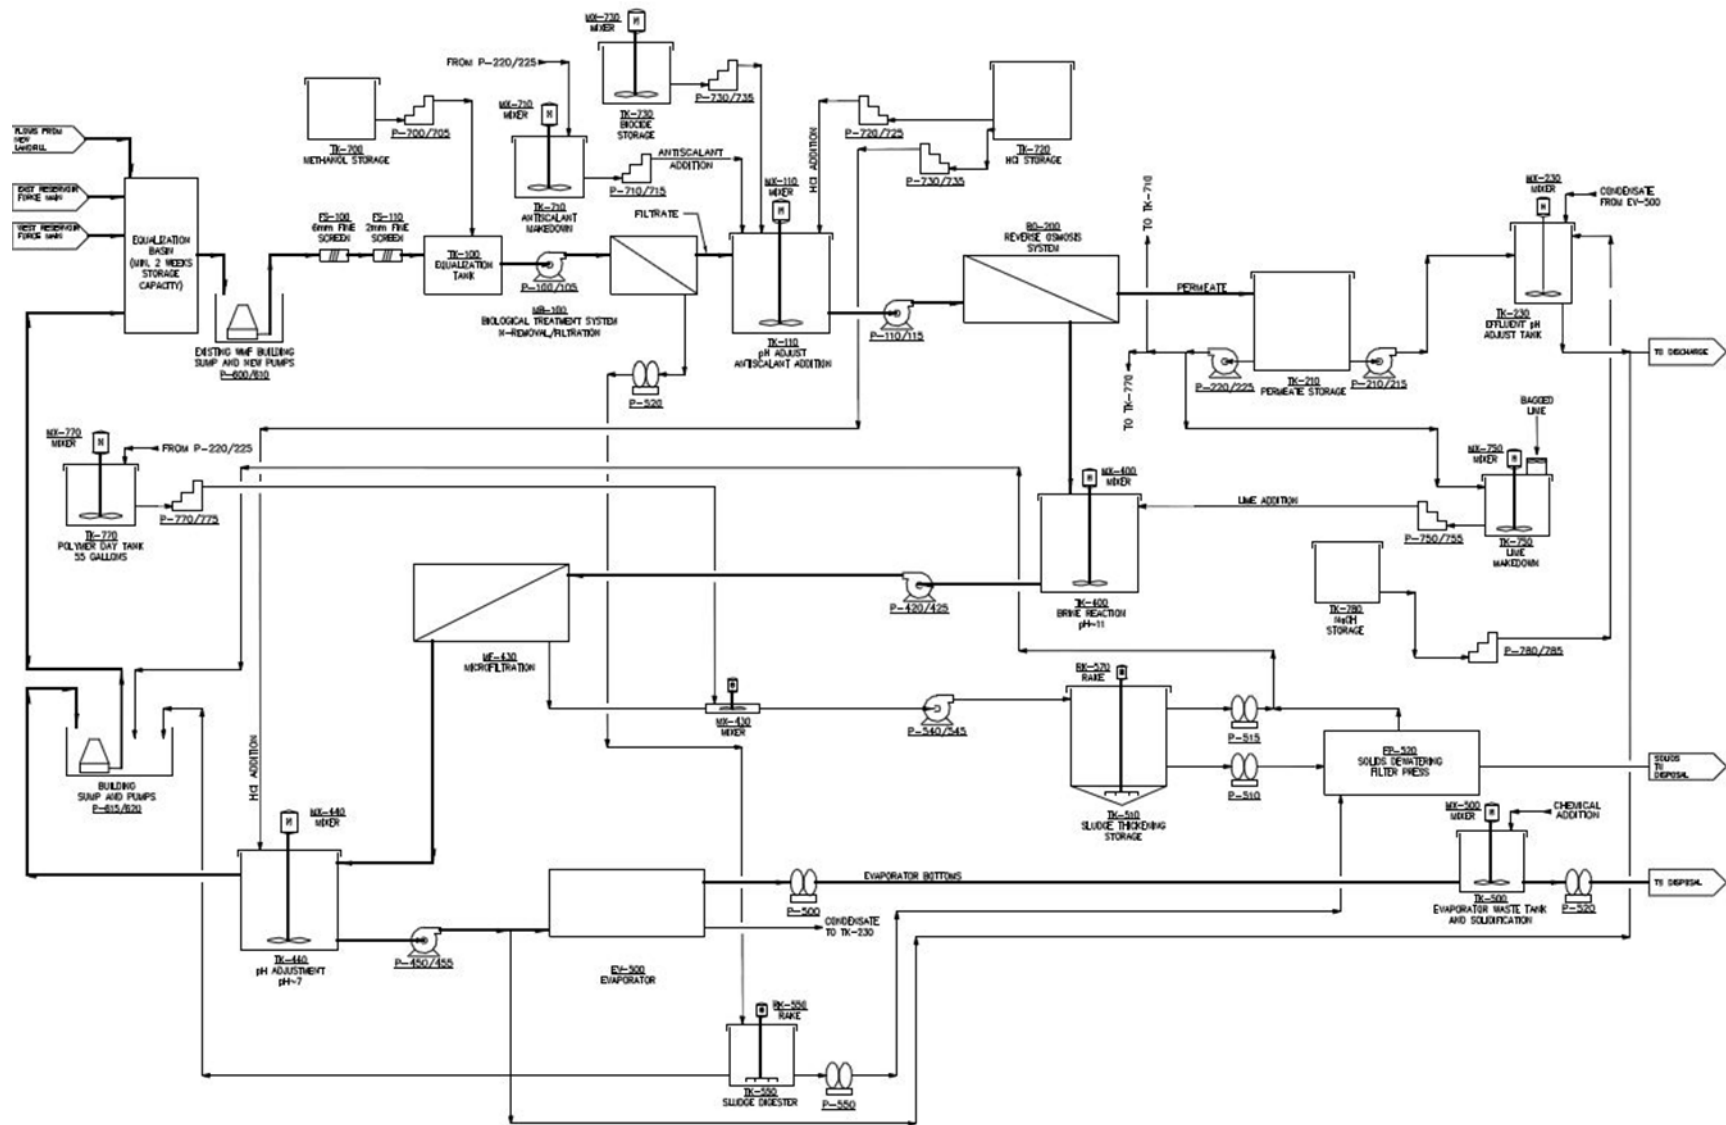 MX-730
MIXER
FROM P-220/225
P-730/735
TK-730
BIOCIDE
STORAGE
P-700/705
TK-700
METHANOL STORAGE
MX-710
MIXER
ANTISCALANT
ADDITION
P-710/715
TK-710
ANTISCALANT
MAKEDOWN
HCl ADDITION
P-720/725
TK-720
HCl STORAGE
P-730/735
FLOWS FROM
NEW
LANDFILL
EAST RESERVOIR
FORCE MAIN
WEST RESERVOIR
FORCE MAIN
EQUALIZATION
BASIN
(MIN. 2 WEEKS
STORAGE
CAPACITY)
FS-100
6mm FINE
SCREEN
FS-110
2mm FINE
SCREEN
TK-100
EQUALIZATION
TANK
P-100/105
FILTRATE
MB-100
BIOLOGICAL TREATMENT SYSTEM
N-REMOVAL/FILTRATION
MX-110
MIXER
TK-110
pH ADJUST
ANTISCALANT ADDITION
P-110/115
RO-200
REVERSE OSMOSIS
SYSTEM
PERMEATE
TO TK-710
TO TK-770
P-220/225
TK-210
PERMEATE STORAGE
P-210/215
MX-230
MIXER
CONDENSATE
FROM EV-500
TK-230
EFFLUENT pH
ADJUST TANK
TO DISCHARGE
EXISTING WMF BUILDING
SUMP AND NEW PUMPS
P-600/610
P-520
MX-770
MIXER
FROM P-220/225
P-770/775
TK-770
POLYMER DAY TANK
55 GALLONS
MX-400
MIXER
LIME ADDITION
TK-400
BRINE REACTION
pH~11
BAGGED
LIME
MX-750
MIXER
P-750/755
TK-750
LIME
MAKEDOWN
TK-780
NaOH
STORAGE
P-780/785
P-420/425
MF-430
MICROFILTRATION
MX-430
MIXER
P-540/545
RK-570
RAKE
TK-510
SLUDGE THICKENING
STORAGE
P-515
P-510
FP-520
SOLIDS DEWATERING
FILTER PRESS
SOLIDS
TO
DISPOSAL
BUILDING
SUMP AND PUMPS
P-615/620
HCl ADDITION
MX-440
MIXER
TK-440
pH ADJUSTMENT
pH~7
P-450/455
EV-500
EVAPORATOR
P-500
EVAPORATOR BOTTOMS
CONDENSATE
TO TK-230
MX-500
MIXER
CHEMICAL
ADDITION
TK-500
EVAPORATOR WASTE TANK
AND SOLIDIFICATION
P-520
TO DISPOSAL
RK-550
RAKE
TK-550
SLUDGE DIGESTER
P-550